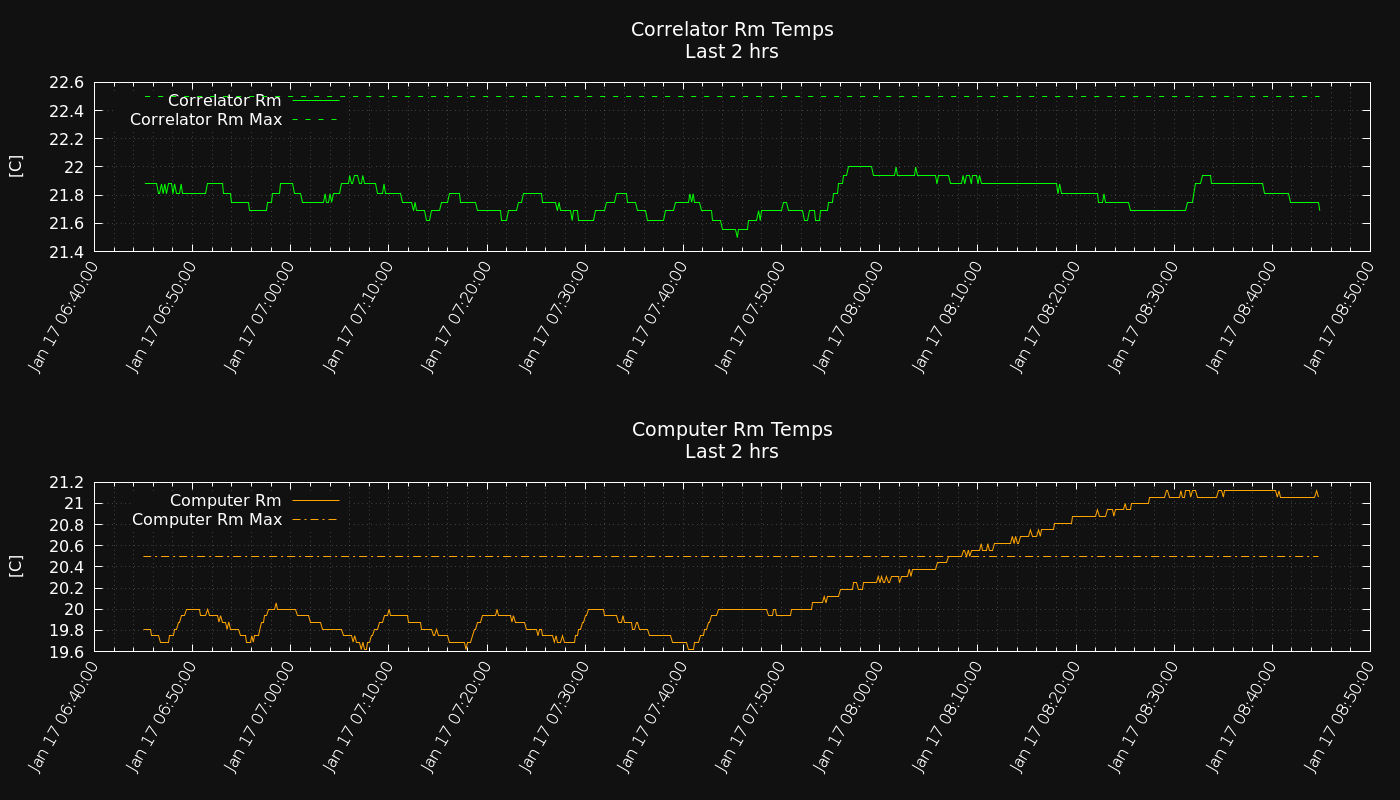 Correlator Rm Temps
Last 2 hrs
22.6
22.4
22.2
22
21.8
21.6
21.4
[C]
Correlator Rm
Correlator Rm Max
Jan 17 06:40:00
Jan 17 06:50:00
Jan 17 07:00:00
Jan 17 07:10:00
Jan 17 07:20:00
Jan 17 07:30:00
Jan 17 07:40:00
Jan 17 07:50:00
Jan 17 08:00:00
Jan 17 08:10:00
Jan 17 08:20:00
Jan 17 08:30:00
Jan 17 08:40:00
Jan 17 08:50:00
Computer Rm Temps
Last 2 hrs
21.2
21
20.8
20.6
20.4
20.2
20
19.8
19.6
[C]
Computer Rm
Computer Rm Max
Jan 17 06:40:00
Jan 17 06:50:00
Jan 17 07:00:00
Jan 17 07:10:00
Jan 17 07:20:00
Jan 17 07:30:00
Jan 17 07:40:00
Jan 17 07:50:00
Jan 17 08:00:00
Jan 17 08:10:00
Jan 17 08:20:00
Jan 17 08:30:00
Jan 17 08:40:00
Jan 17 08:50:00